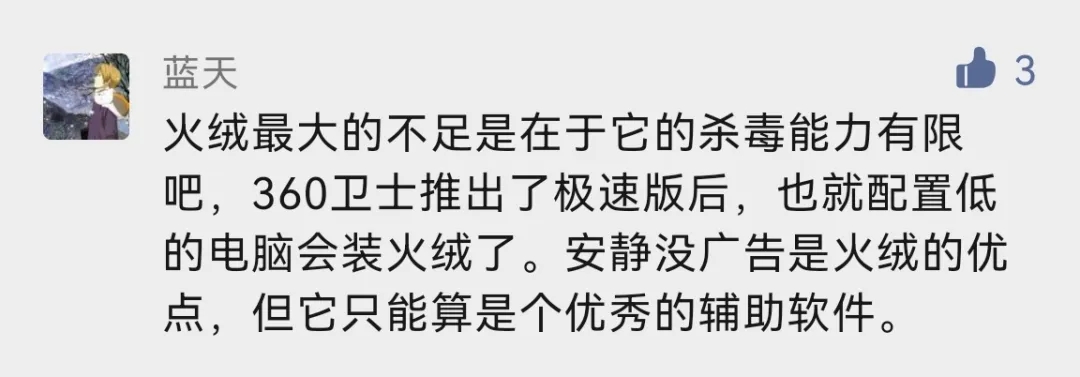 蓝天
3
火绒最大的不足是在于它的杀毒能力有限
吧，360卫士推出了极速版后，也就配置低
的电脑会装火绒了。安静没广告是火绒的优
点，但它只能算是个优秀的辅助软件。